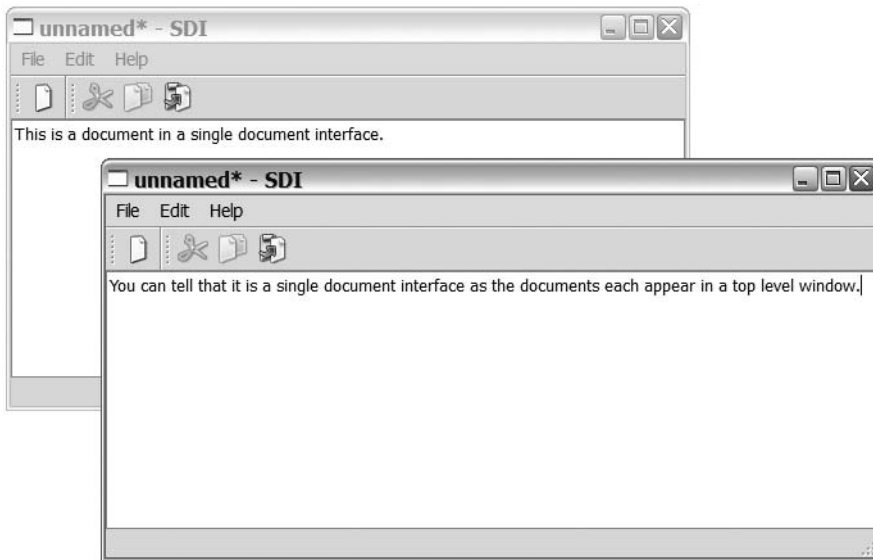 unnamed* - SDI
File Edit Help
This is a document in a single document interface.
unnamed* - SDI
File Edit Help
You can tell that it is a single document interface as the documents each appear in a top level window.